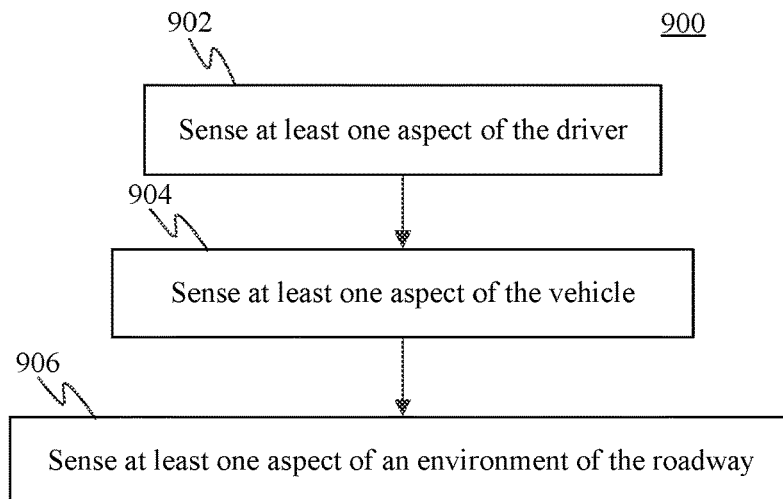 902
900
Sense at least one aspect of the driver
904
Sense at least one aspect of the vehicle
906
Sense at least one aspect of an environment of the roadway